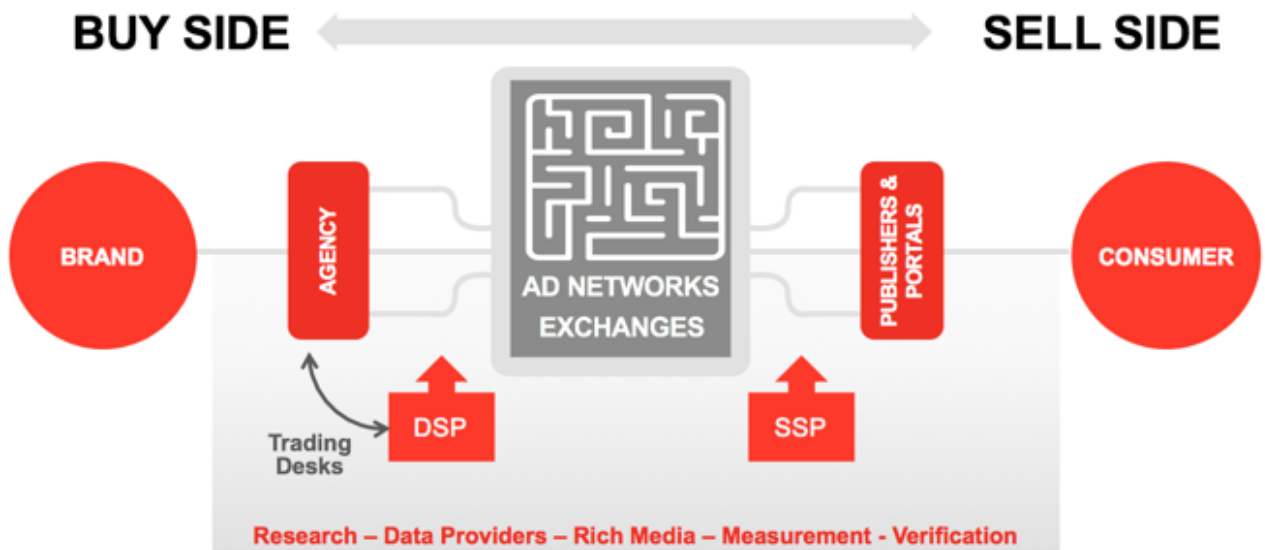 BUY SIDE
SELL SIDE
BRAND
AGENCY
AD NETWORKS
EXCHANGES
PUBLISHERS &
PORTALS
CONSUMER
DSP
SSP
Trading
Desks
Research – Data Providers – Rich Media – Measurement - Verification